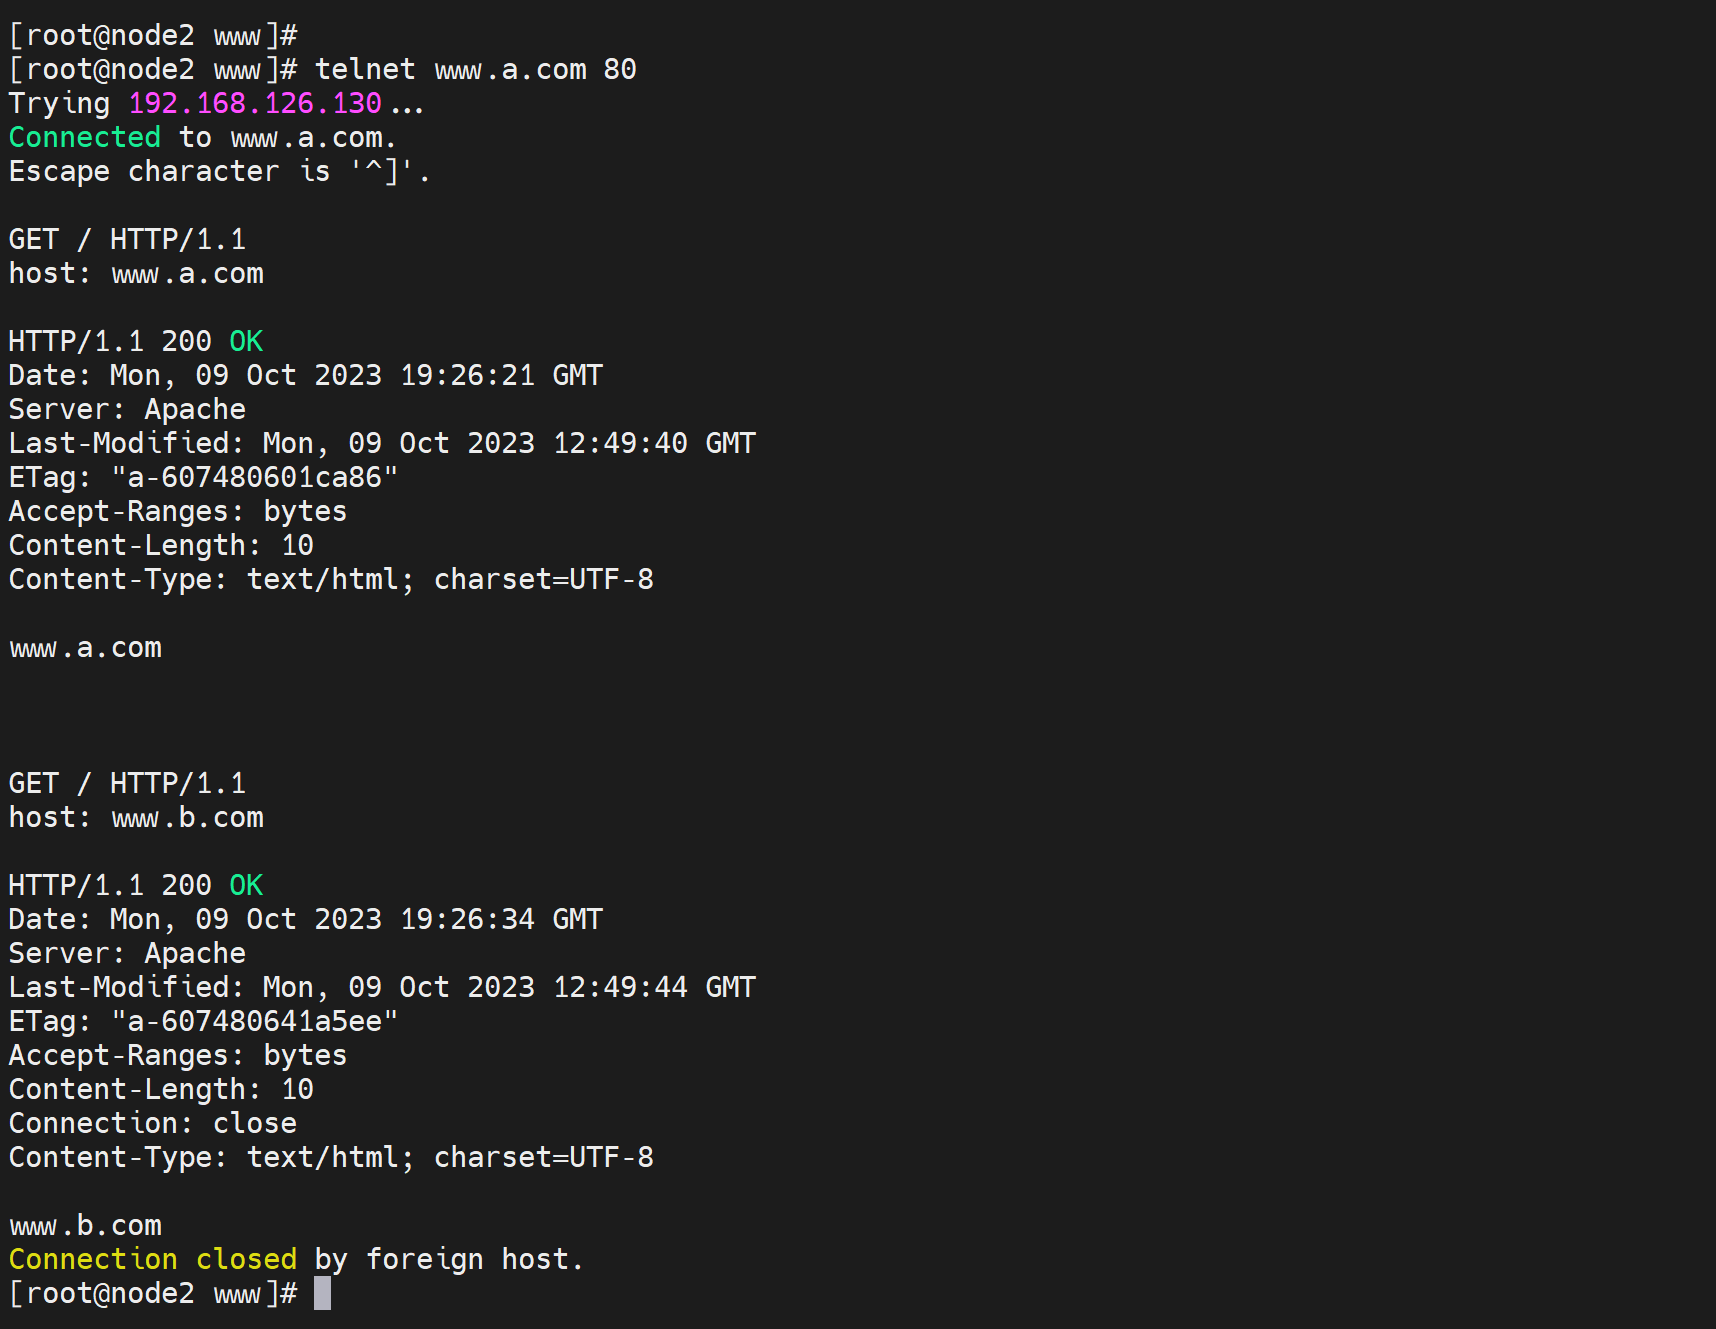 [root@node2 www]#
[root@node2 www]# telnet www.a.com 80
Trying 192.168.126.130...
Connected to www.a.com.
Escape character is '^]'.
GET / HTTP/1.1
host: www.a.com
HTTP/1.1 200 OK
Date: Mon, 09 Oct 2023 19:26:21 GMT
Server: Apache
Last-Modified: Mon, 09 Oct 2023 12:49:40 GMT
ETag: "a-607480601ca86"
Accept-Ranges: bytes
Content-Length: 10
Content-Type: text/html; charset=UTF-8
www.a.com
GET / HTTP/1.1
host: www.b.com
HTTP/1.1 200 OK
Date: Mon, 09 Oct 2023 19:26:34 GMT
Server: Apache
Last-Modified: Mon, 09 Oct 2023 12:49:44 GMT
ETag: "a-607480641a5ee"
Accept-Ranges: bytes
Content-Length: 10
Connection: close
Content-Type: text/html; charset=UTF-8
www.b.com
Connection closed by foreign host.
[root@node2 www]#